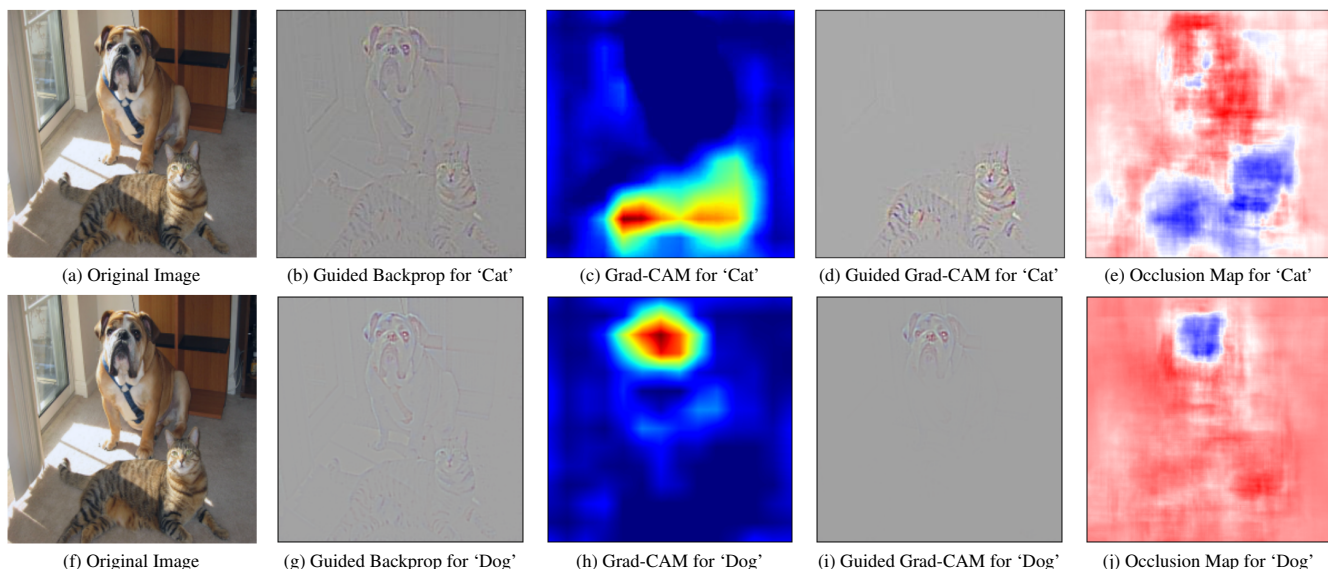 (a) Original Image (b) Guided Backprop for ‘Cat’ (c) Grad-CAM for ‘Cat’ (d) Guided Grad-CAM for ‘Cat’ (e) Occlusion Map for ‘Cat’
(f) Original Image (g) Guided Backprop for ‘Dog’ (h) Grad-CAM for ‘Dog’ (i) Guided Grad-CAM for ‘Dog’ (j) Occlusion Map for ‘Dog’